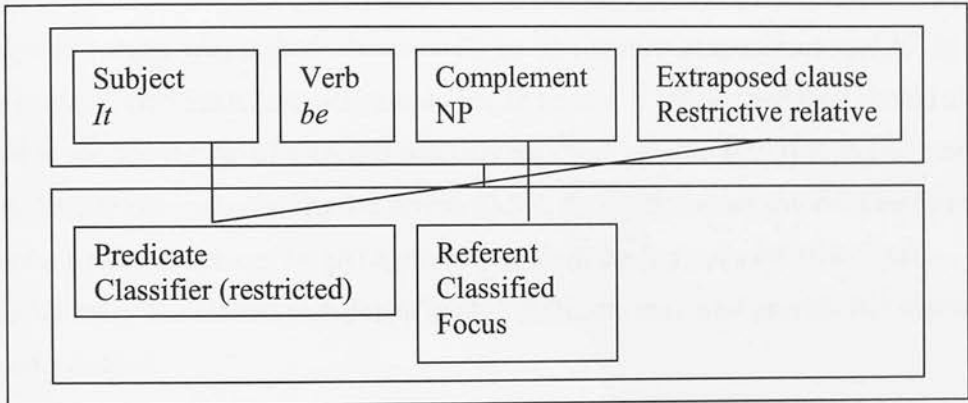 Subject
It
Verb
be
Complement
NP
Extraposed clause
Restrictive relative
Predicate
Classifier (restricted)
Referent
Classified
Focus